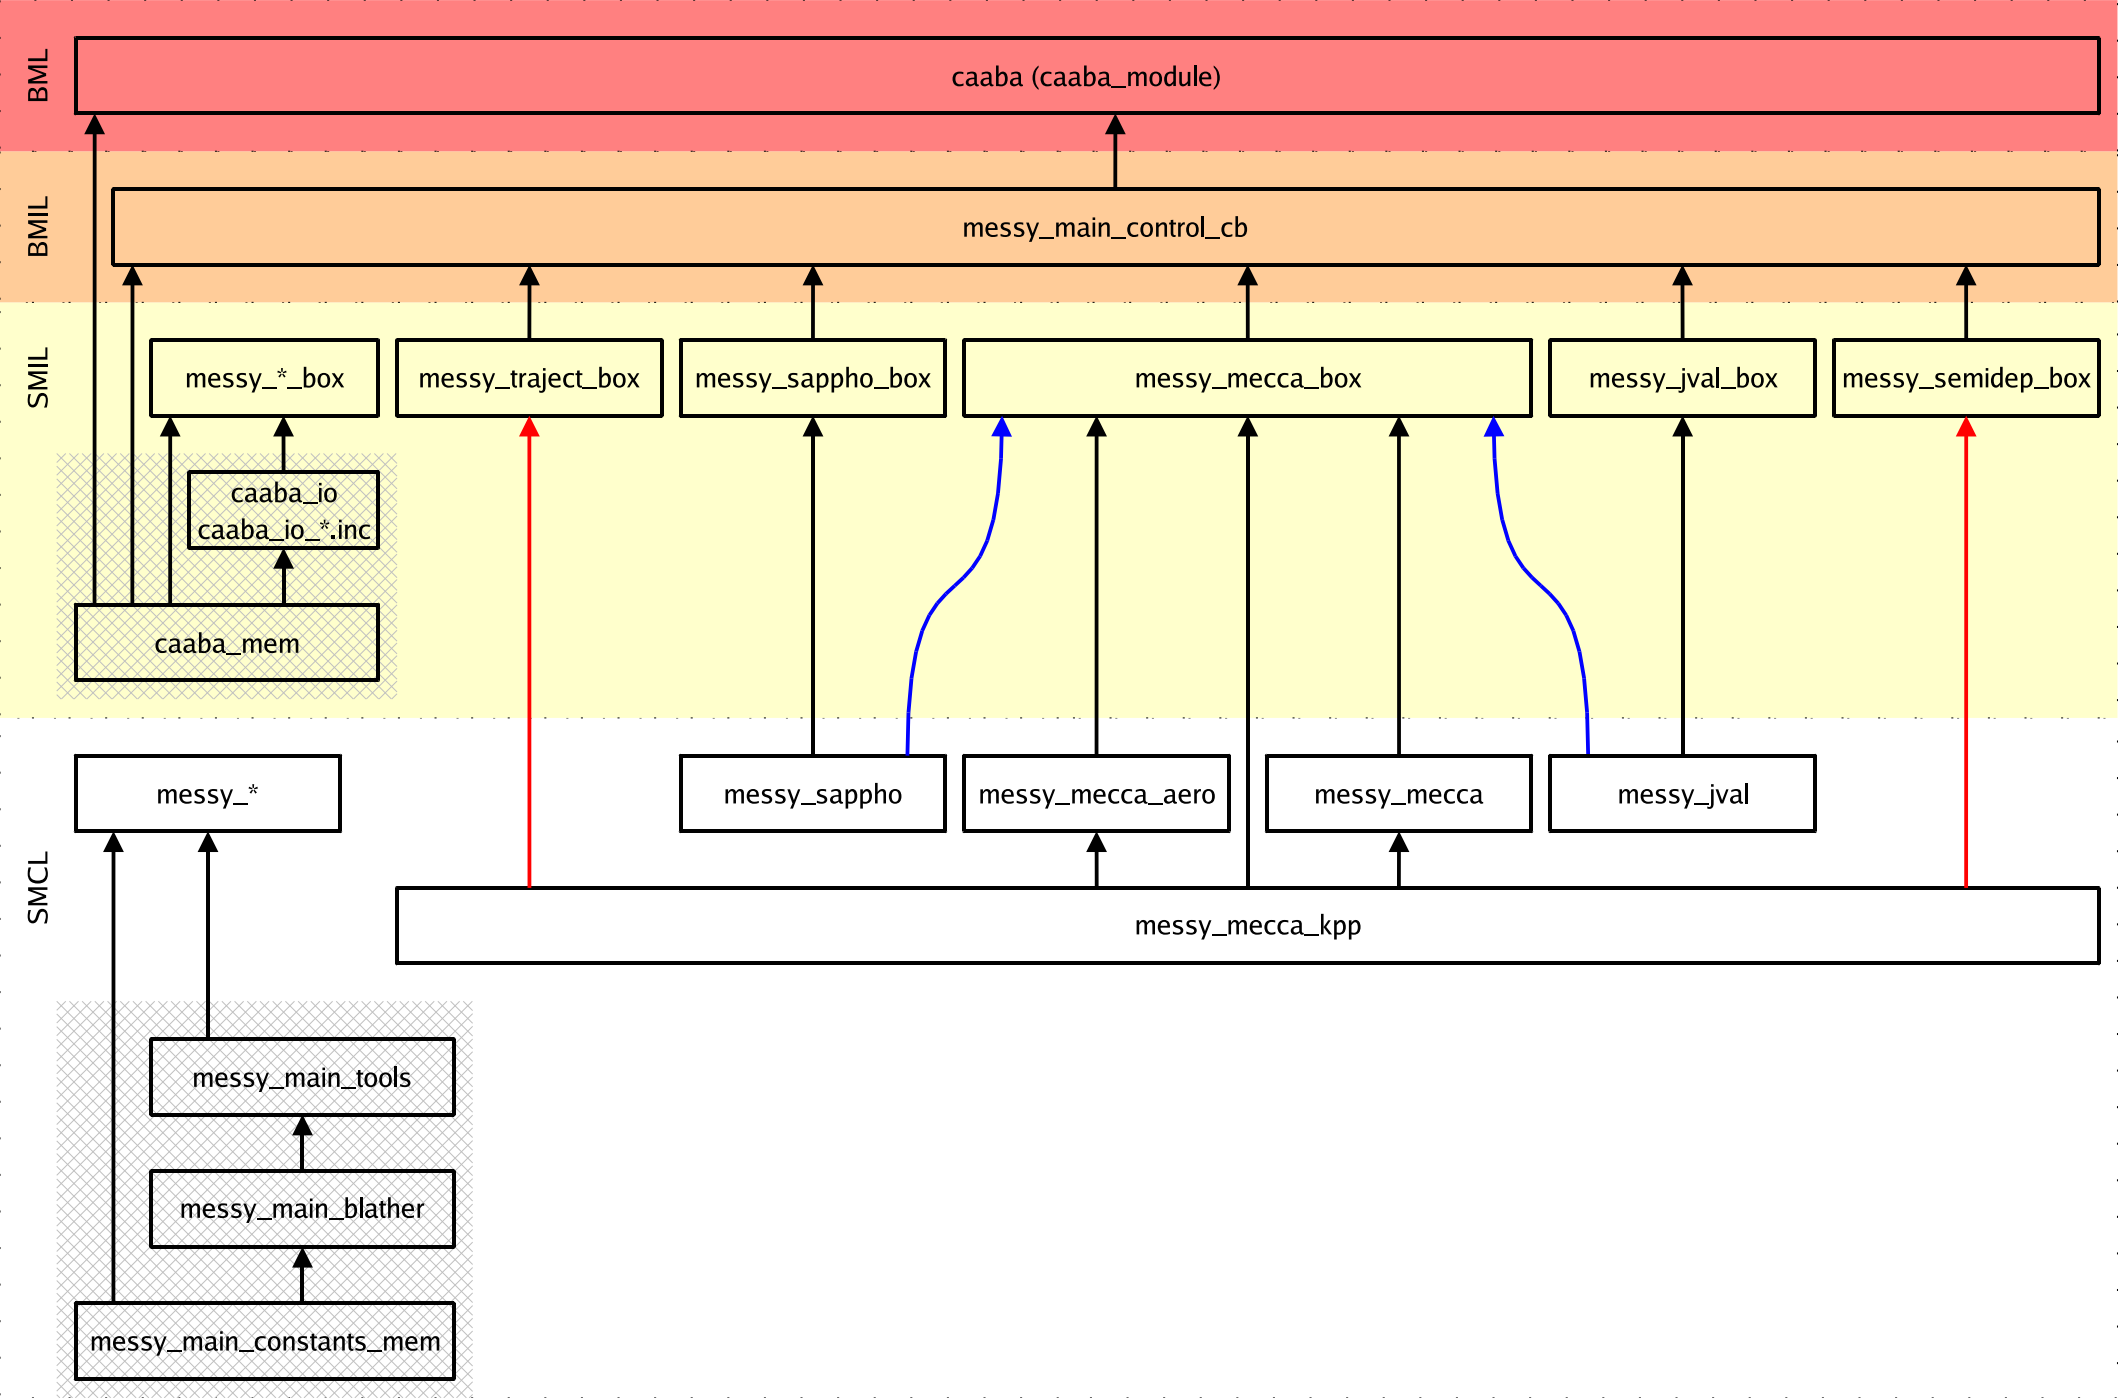 BML
caaba (caaba_module)
BMIL
messy_main_control_cb
SMIL
messy_*_box
messy_traject_box
messy_sappho_box
messy_mecca_box
messy_jval_box
messy_semidep_box
caaba_io
caaba_io_*.inc
caaba_mem
SMCL
messy_*
messy_sappho
messy_mecca_aero
messy_mecca
messy_jval
messy_mecca_kpp
messy_main_tools
messy_main_blather
messy_main_constants_mem